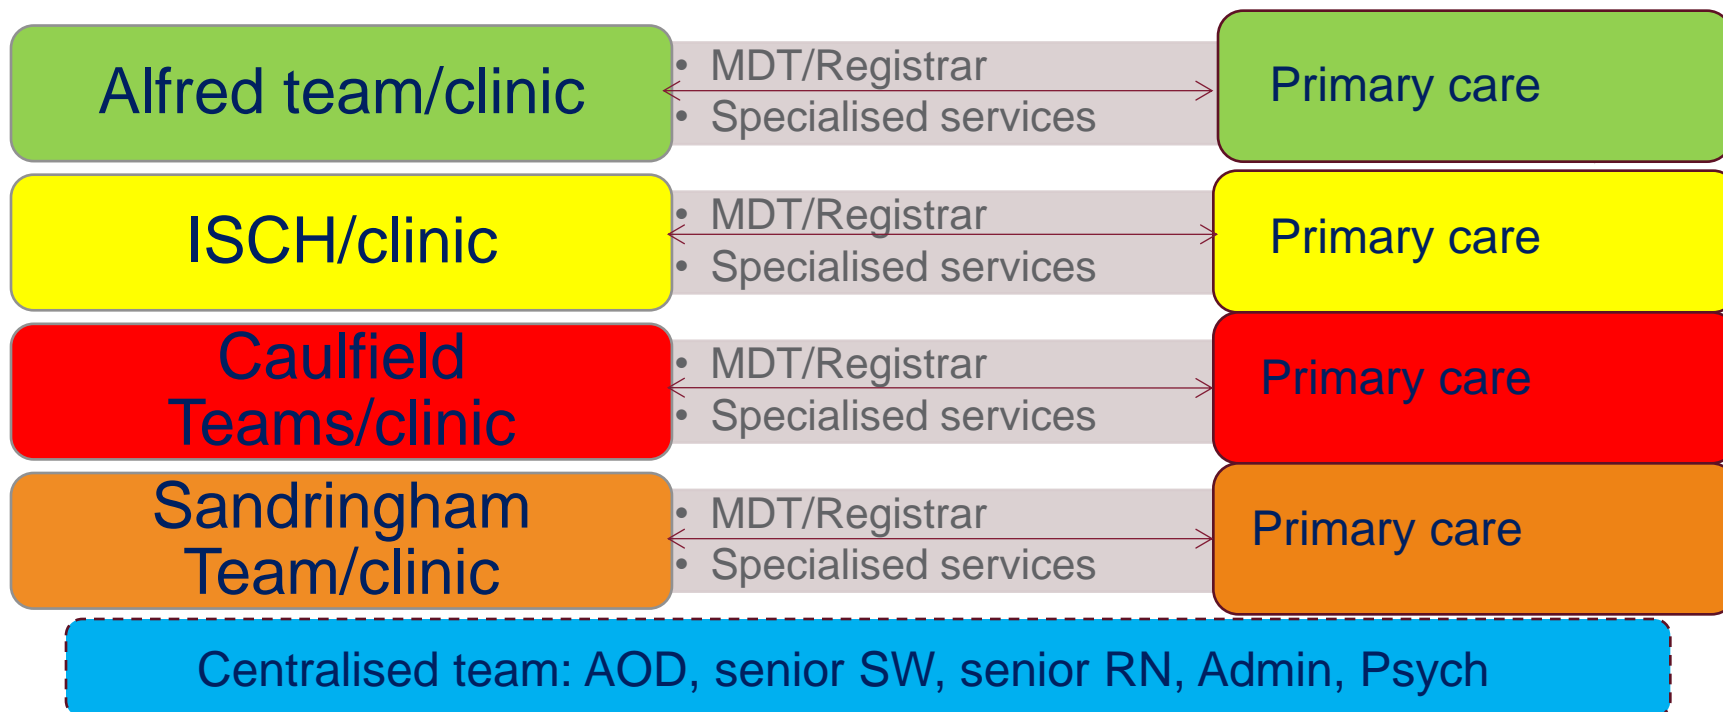 Alfred team/clinic
• MDT/Registrar
• Specialised services
Primary care
ISCH/clinic
• MDT/Registrar
• Specialised services
Primary care
Caulfield
Teams/clinic
• MDT/Registrar
• Specialised services
Primary care
Sandringham
Team/clinic
• MDT/Registrar
• Specialised services
Primary care
Centralised team: AOD, senior SW, senior RN, Admin, Psych